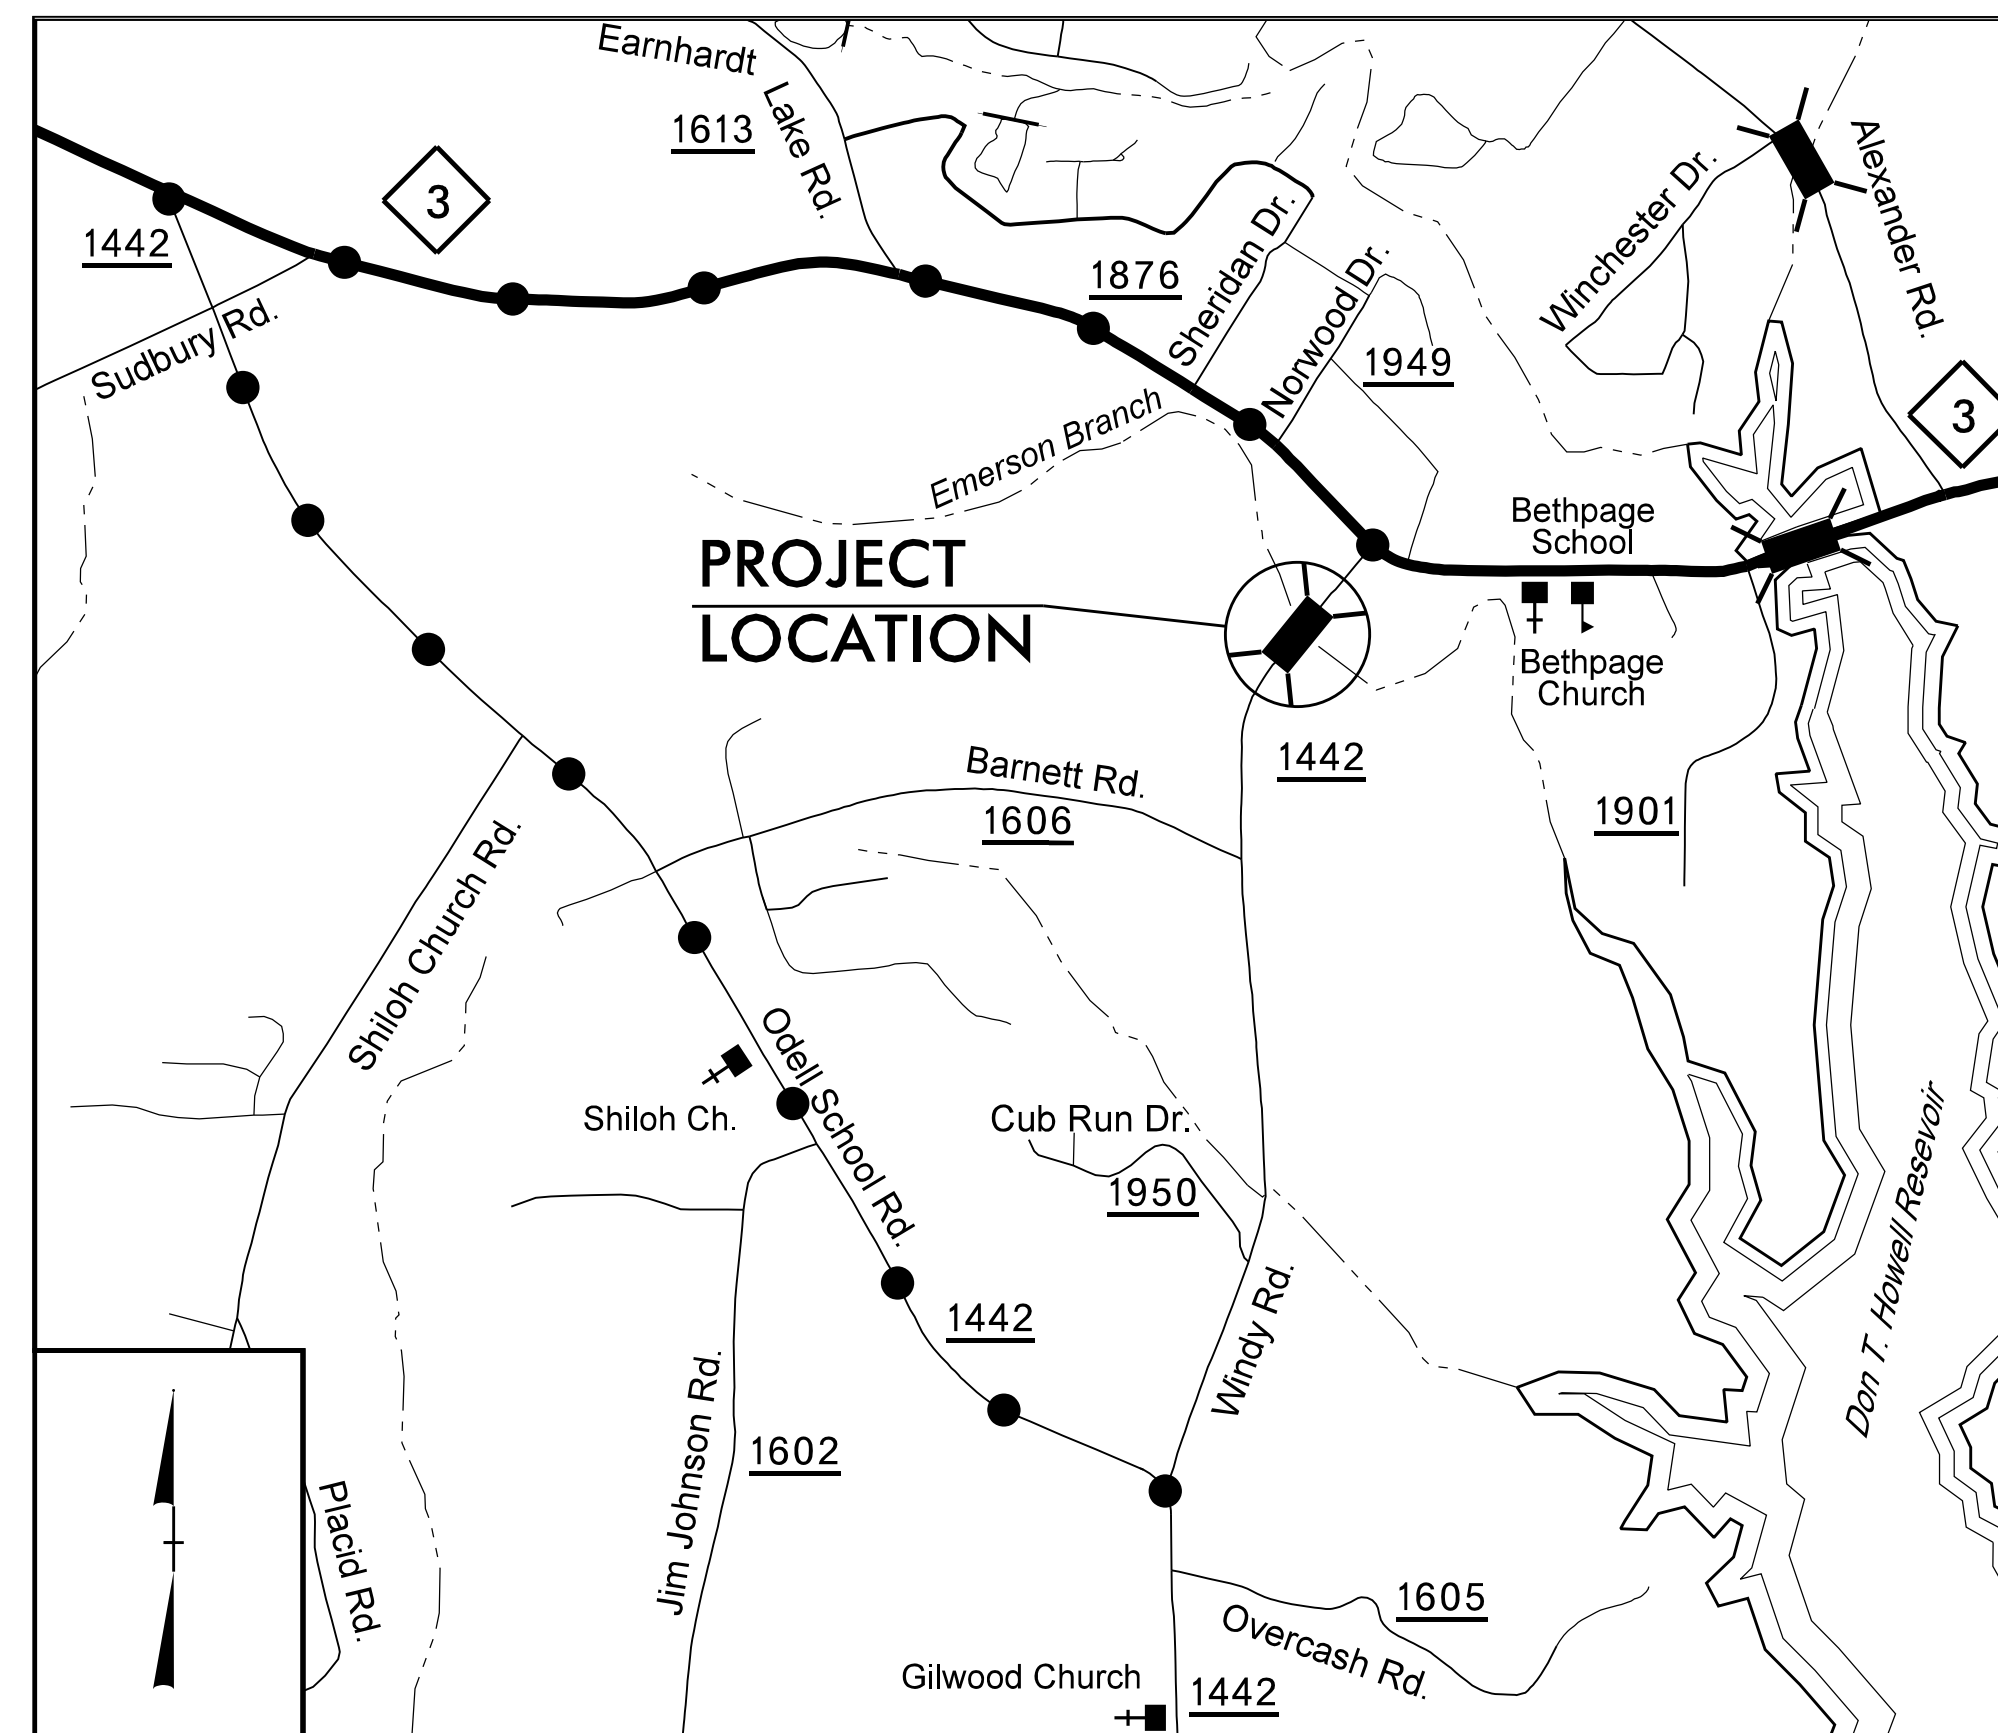 Earnhardt
Lake Rd.
1613
3
1442
Sudbury Rd.
1876
Sheridan Dr.
Norwood Dr.
1949
Winchester Dr.
Alexander Rd.
3
Emerson Branch
PROJECT
LOCATION
Bethpage
School
Bethpage
Church
1442
Barnett Rd.
1606
1901
Shiloh Church Rd.
Odell School Rd.
Shiloh Ch.
Cub Run Dr.
1950
Don T. Howell Resevoir
Windy Rd.
1442
Jim Johnson Rd.
1602
Placid Rd.
1605
Overcash Rd.
Gilwood Church
1442